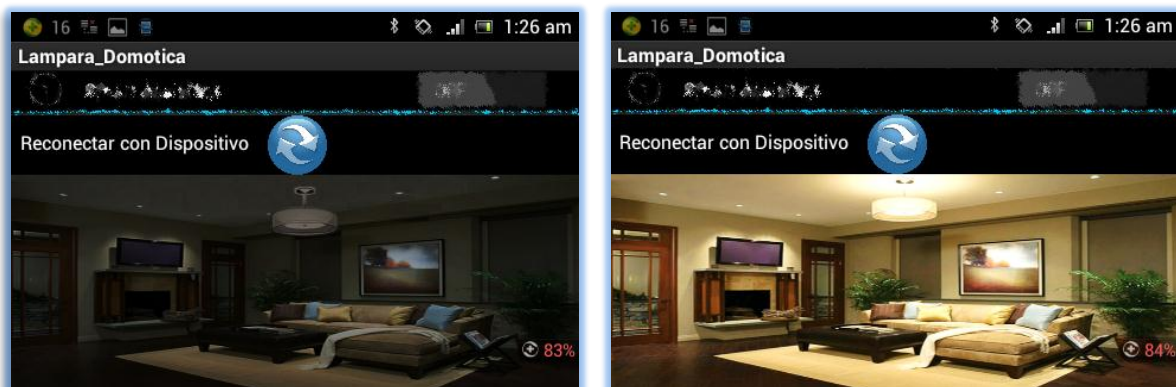 16 1:26 am
Lampara_Domotica
Reconectar con Dispositivo
83%
16 1:26 am
Lampara_Domotica
Reconectar con Dispositivo
84%